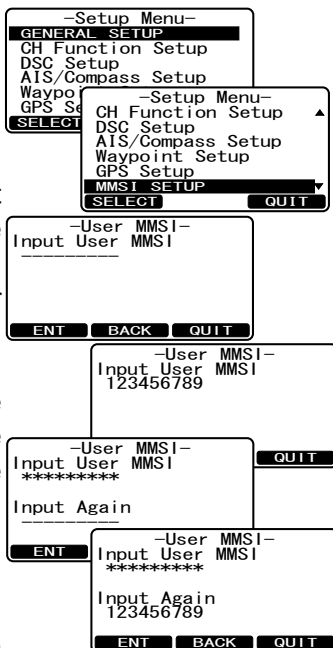 –Setup Menu–
GENERAL SETUP
CH Function Setup
DSC Setup
AIS/Compass Setup
GPS
SELECT
–Setup Menu–
CH Function Setup
DSC Setup
AIS/Compass Setup
Waypoint Setup
GPS Setup
MMSI SETUP
SELECT QUIT
–User MMSI–
Input User MMSI
ENT BACK QUIT
–User MMSI–
Input User MMSI
123456789
QUIT
–User MMSI–
Input User MMSI
*********
Input Again
ENT
–User MMSI–
Input User MMSI
*********
Input Again
123456789
ENT BACK QUIT